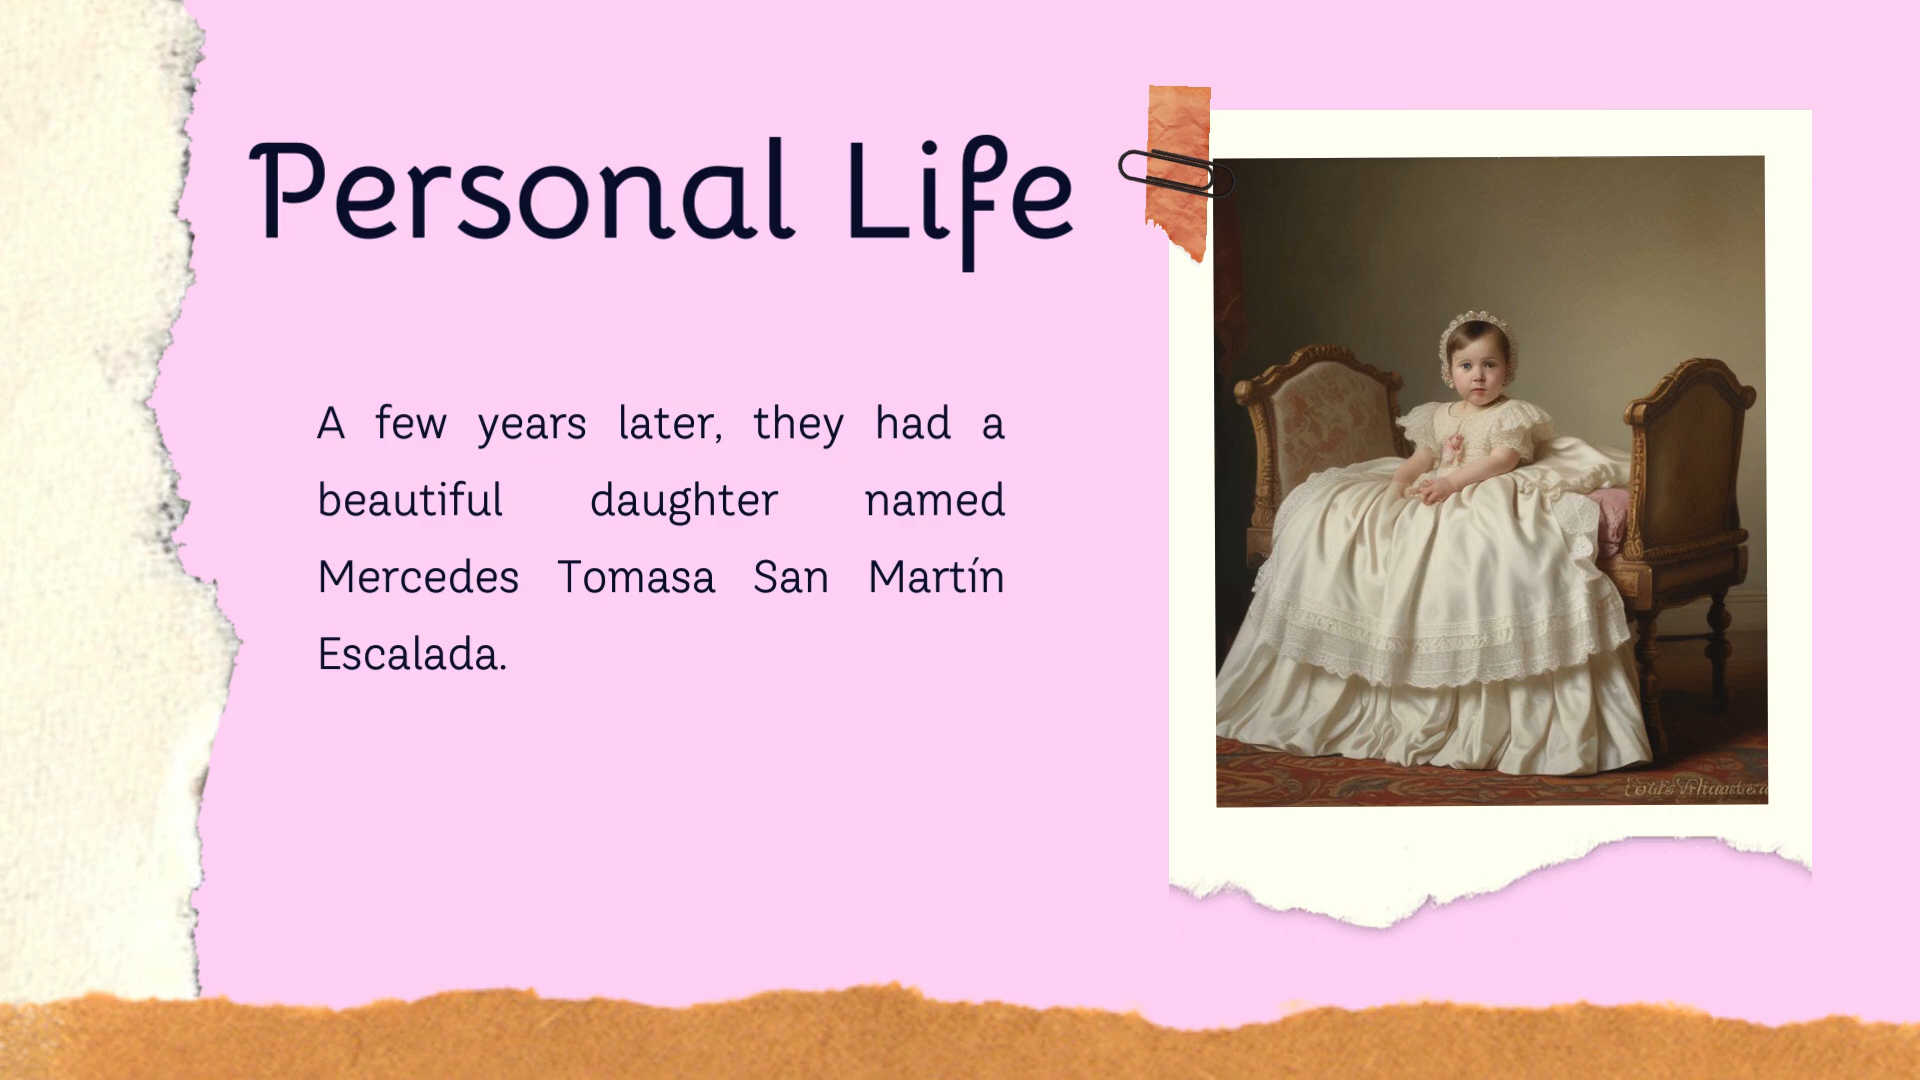 Personal Life
A few years later, they had a
beautiful daughter named
Mercedes Tomasa San Martín
Escalada.